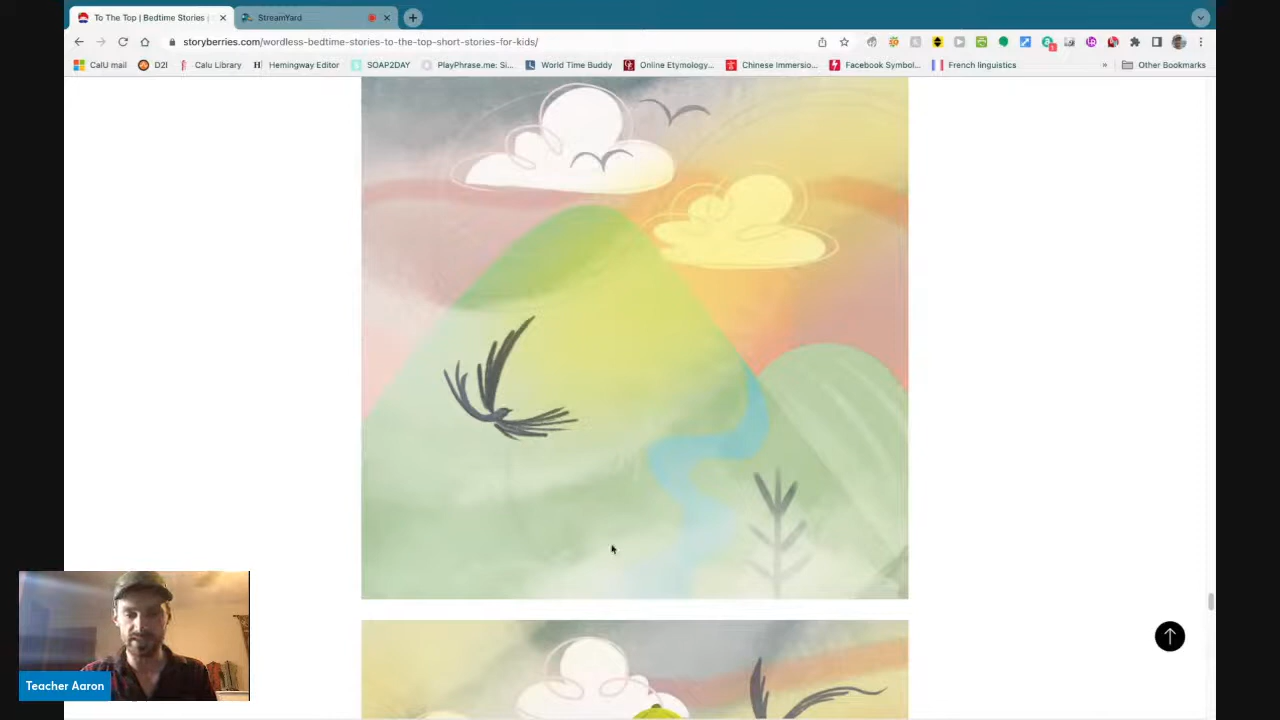 To The Top | Bedtime Stories |
StreamYard
storyberries.com/wordless-bedtime-stories-to-the-top-short-stories-for-kids/
CalU mail D2l Calu Library H Hemingway Editor SOAP2DAY PlayPhrase.me: Si... World Time Buddy Online Etymology... Chinese Immersio... Facebook Symbol... French linguistics » Other Bookmarks
Teacher Aaron